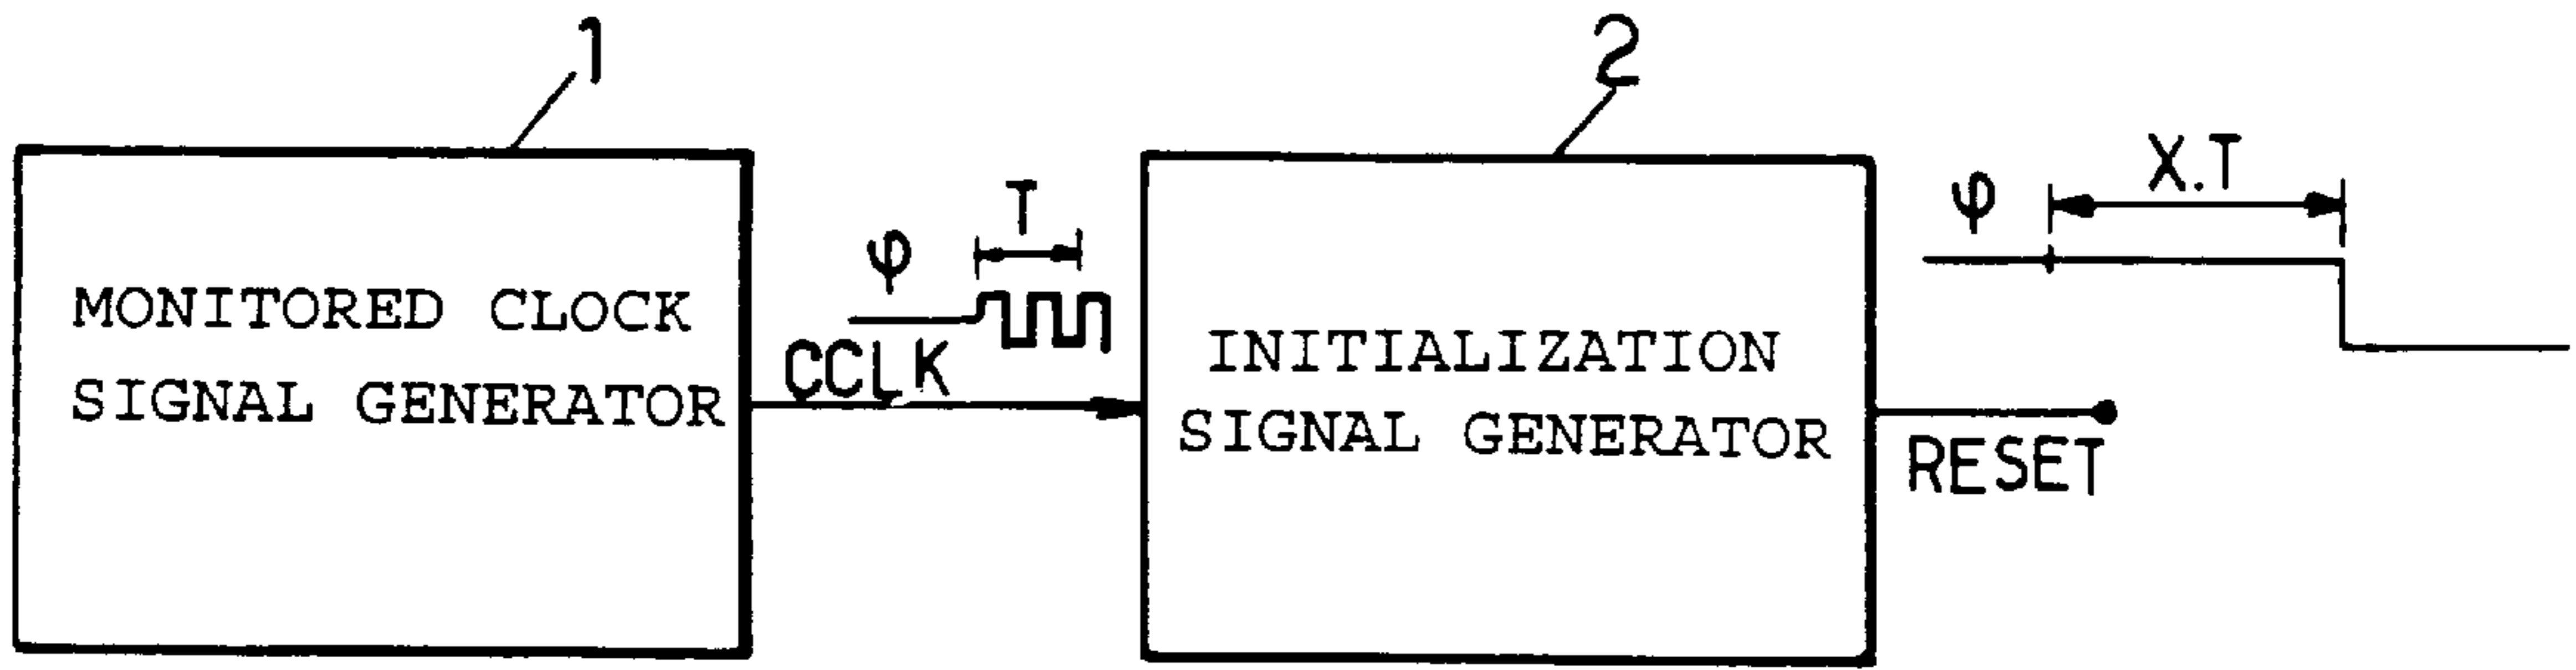 1
2
X.T
φ
T
φ
MONITORED CLOCK
SIGNAL GENERATOR
CCLK
INITIALIZATION
SIGNAL GENERATOR
RESET